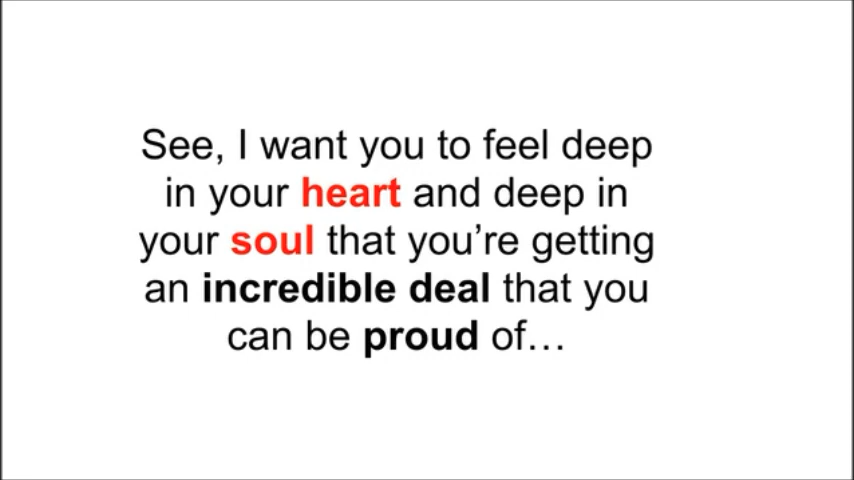 See, I want you to feel deep
in your heart and deep in
your soul that you’re getting
an incredible deal that you
can be proud of…